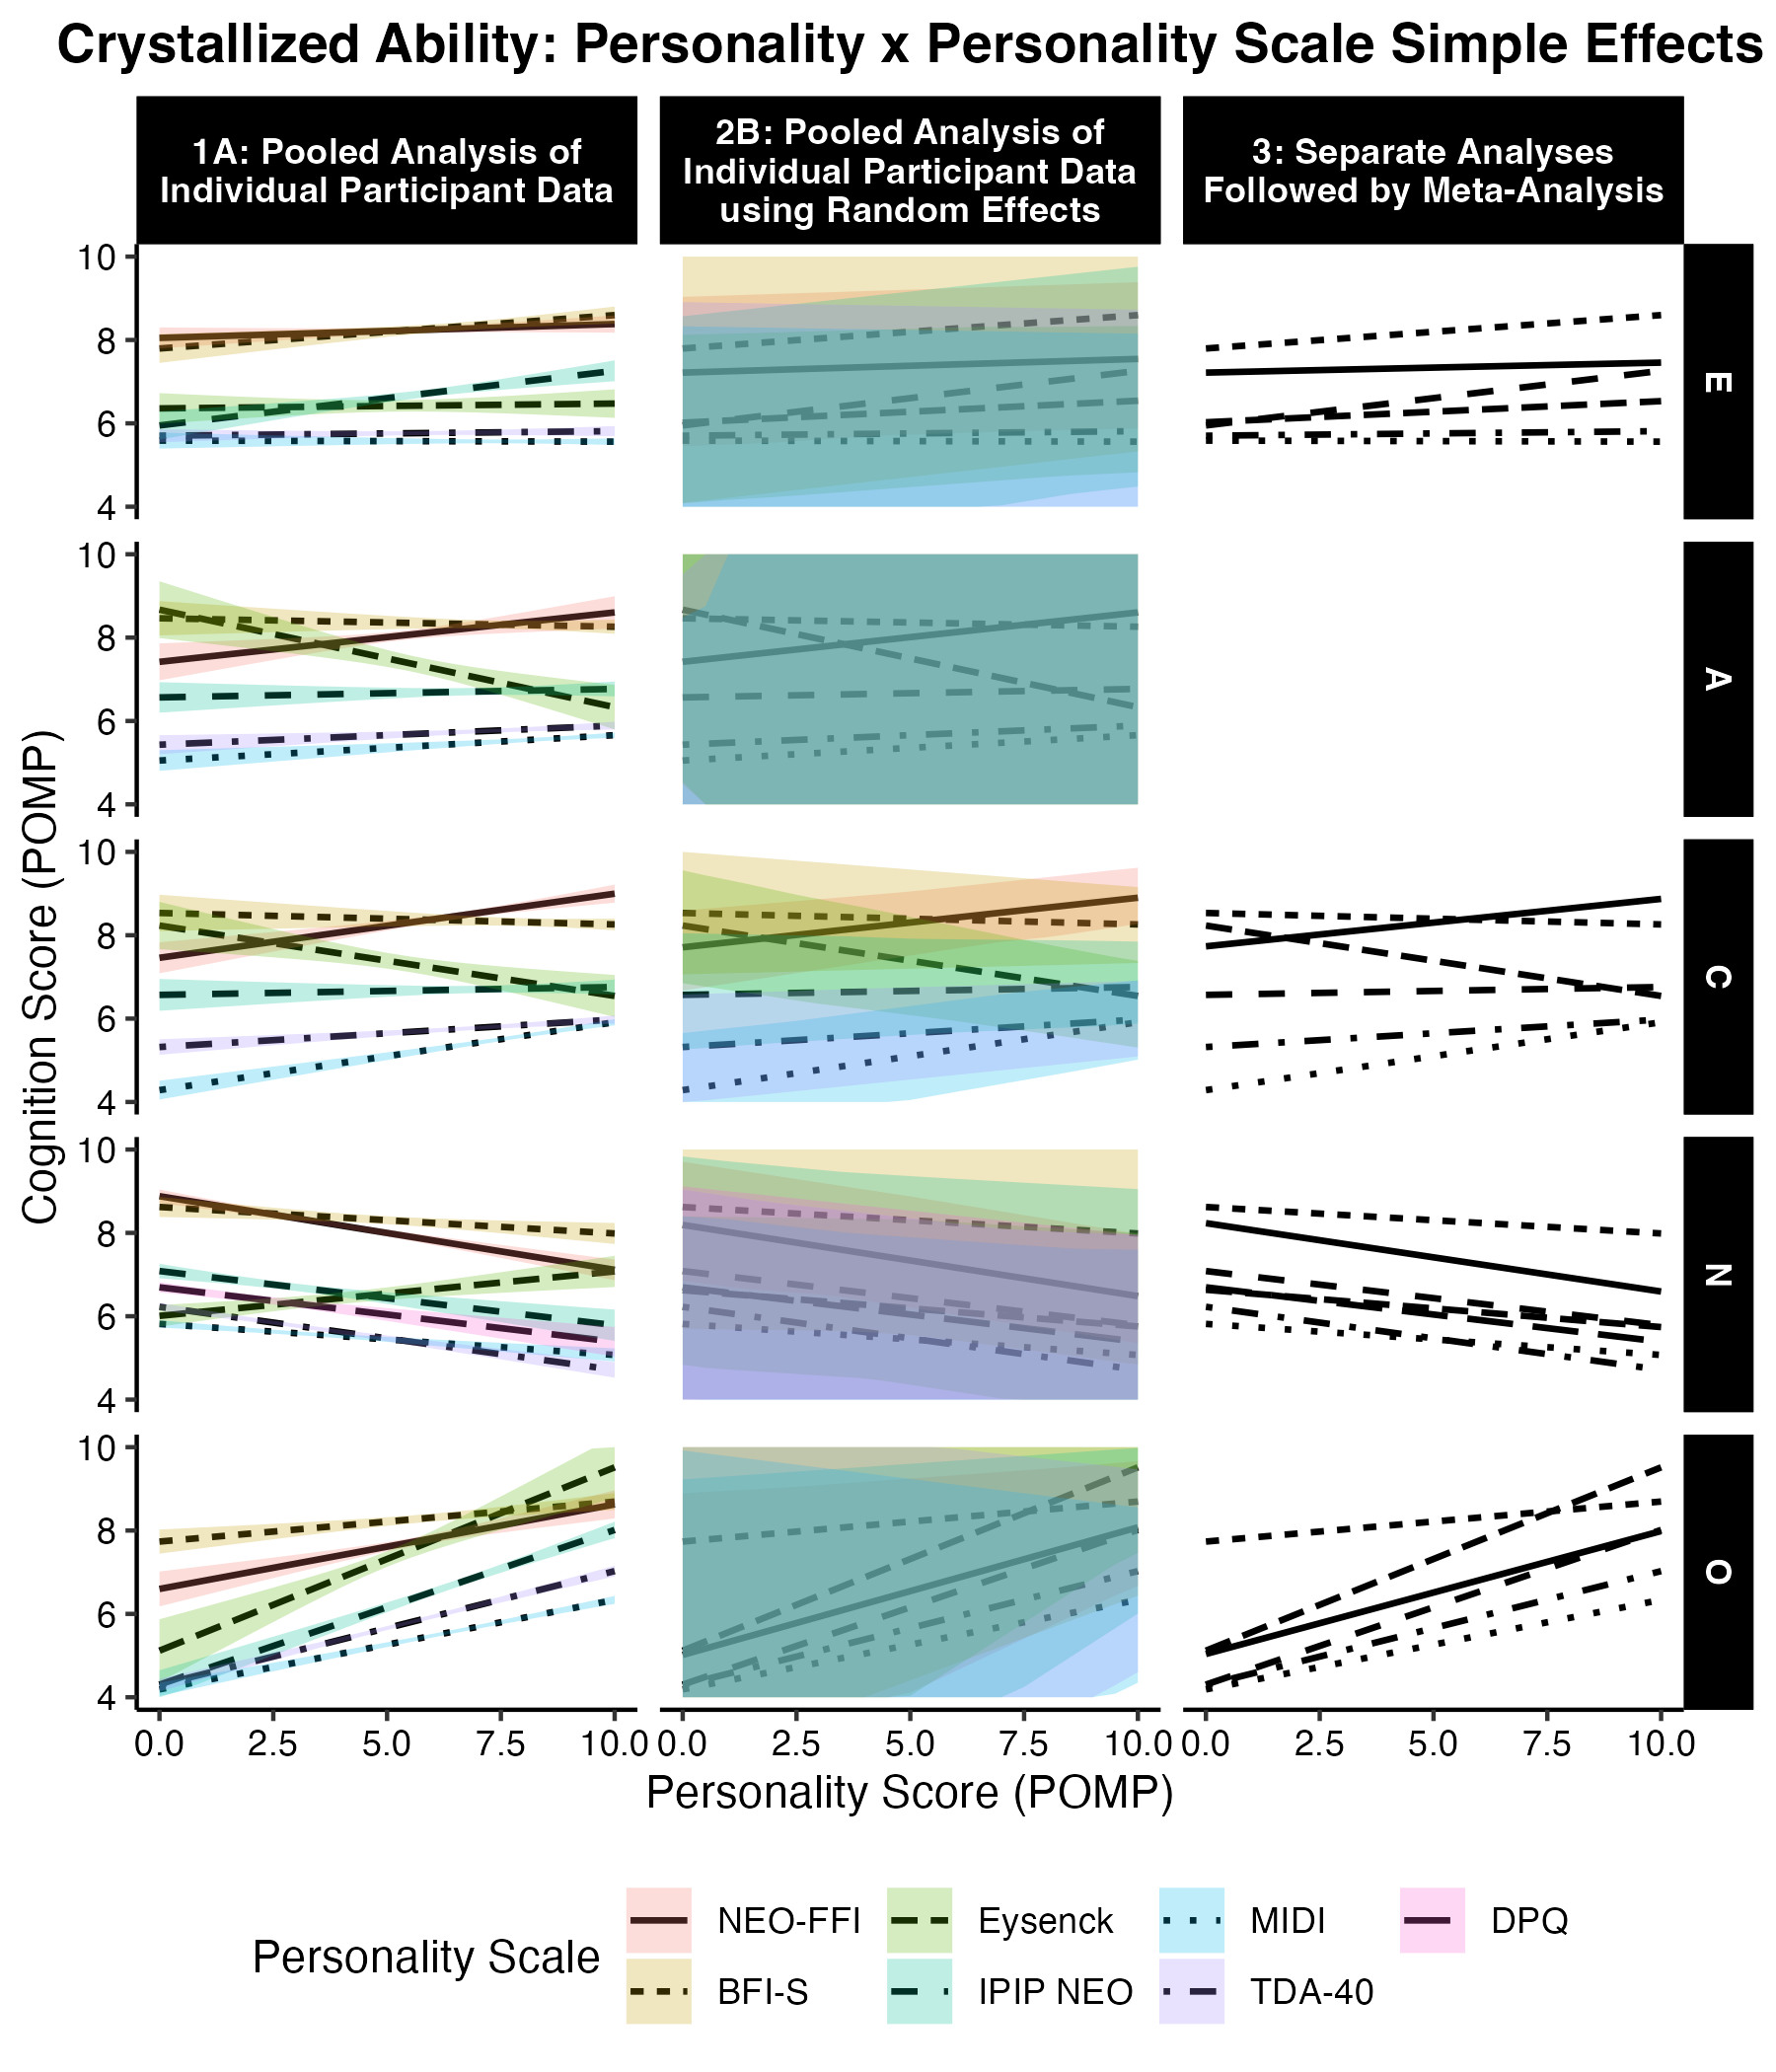 Crystallized Ability: Personality x Personality Scale Simple Effects
1A: Pooled Analysis of
Individual Participant Data
2B: Pooled Analysis of
Individual Participant Data
using Random Effects
3: Separate Analyses
Followed by Meta-Analysis
Cognition Score (POMP)
10
8
6
4
E
10
8
6
4
A
10
8
6
4
C
10
8
6
4
N
10
8
6
4
O
0.0 2.5 5.0 7.5 10.0 0.0 2.5 5.0 7.5 10.0 0.0 2.5 5.0 7.5 10.0
Personality Score (POMP)
Personality Scale
NEO-FFI Eysenck MIDI DPQ
BFI-S IPIP NEO TDA-40